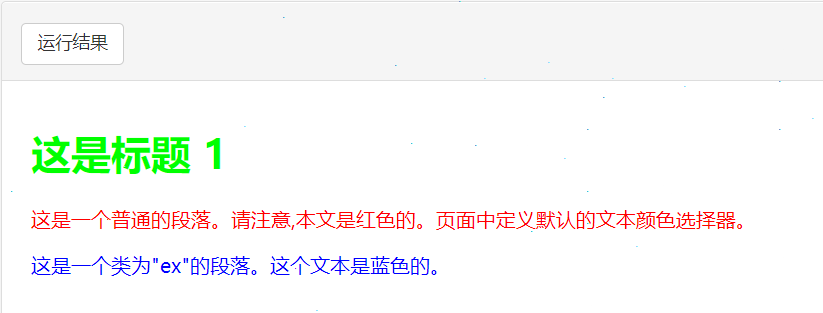 运行结果
这是标题 1
这是一个普通的段落。请注意,本文是红色的。页面中定义默认的文本颜色选择器。
这是一个类为"ex"的段落。这个文本是蓝色的。